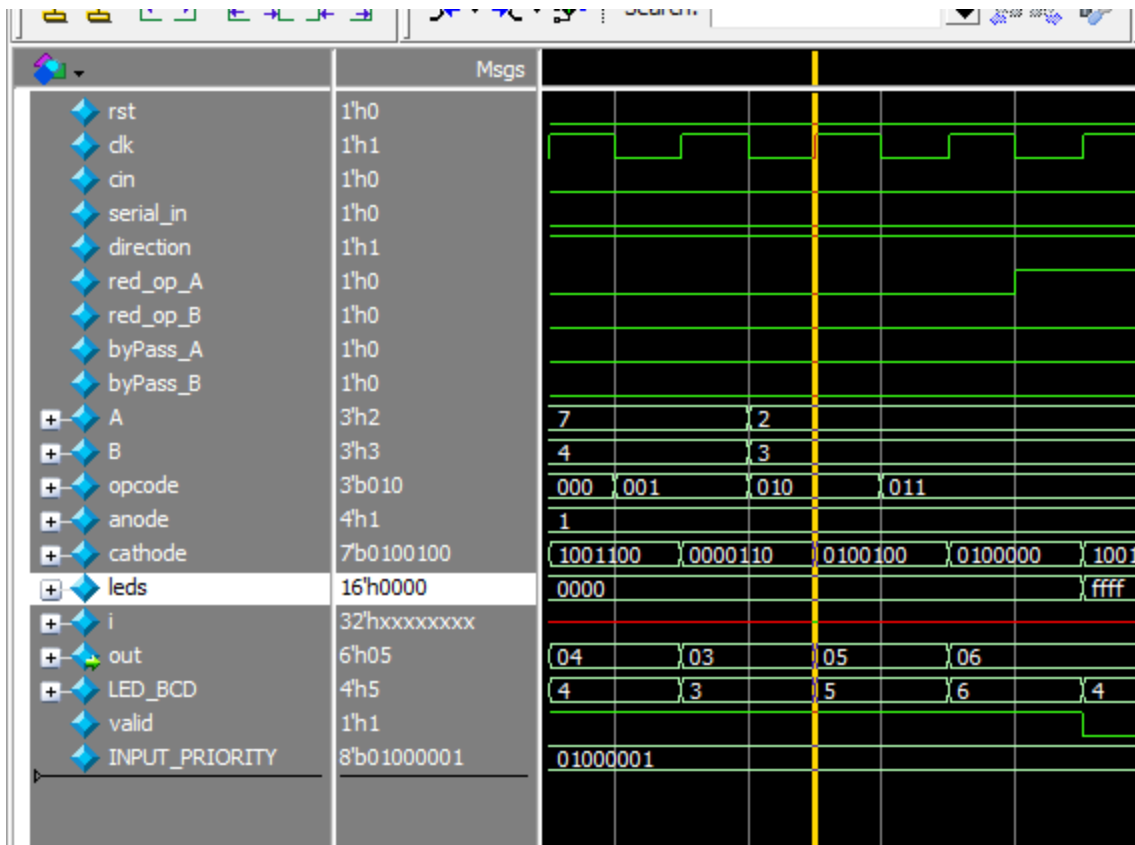 Search:
Msgs
rst 1'h0
clk 1'h1
cin 1'h0
serial_in 1'h0
direction 1'h1
red_op_A 1'h0
red_op_B 1'h0
byPass_A 1'h0
byPass_B 1'h0
A 3'h2 7 2
B 3'h3 4 3
opcode 3'b010 000 001 010 011
anode 4'h1 1
cathode 7'b0100100 1001100 0000110 0100100 0100000 1001
leds 16'h0000 0000 ffff
i 32'hxxxxxxxx
out 6'h05 04 03 05 06
LED_BCD 4'h5 4 3 5 6 4
valid 1'h1
INPUT_PRIORITY 8'b01000001 01000001